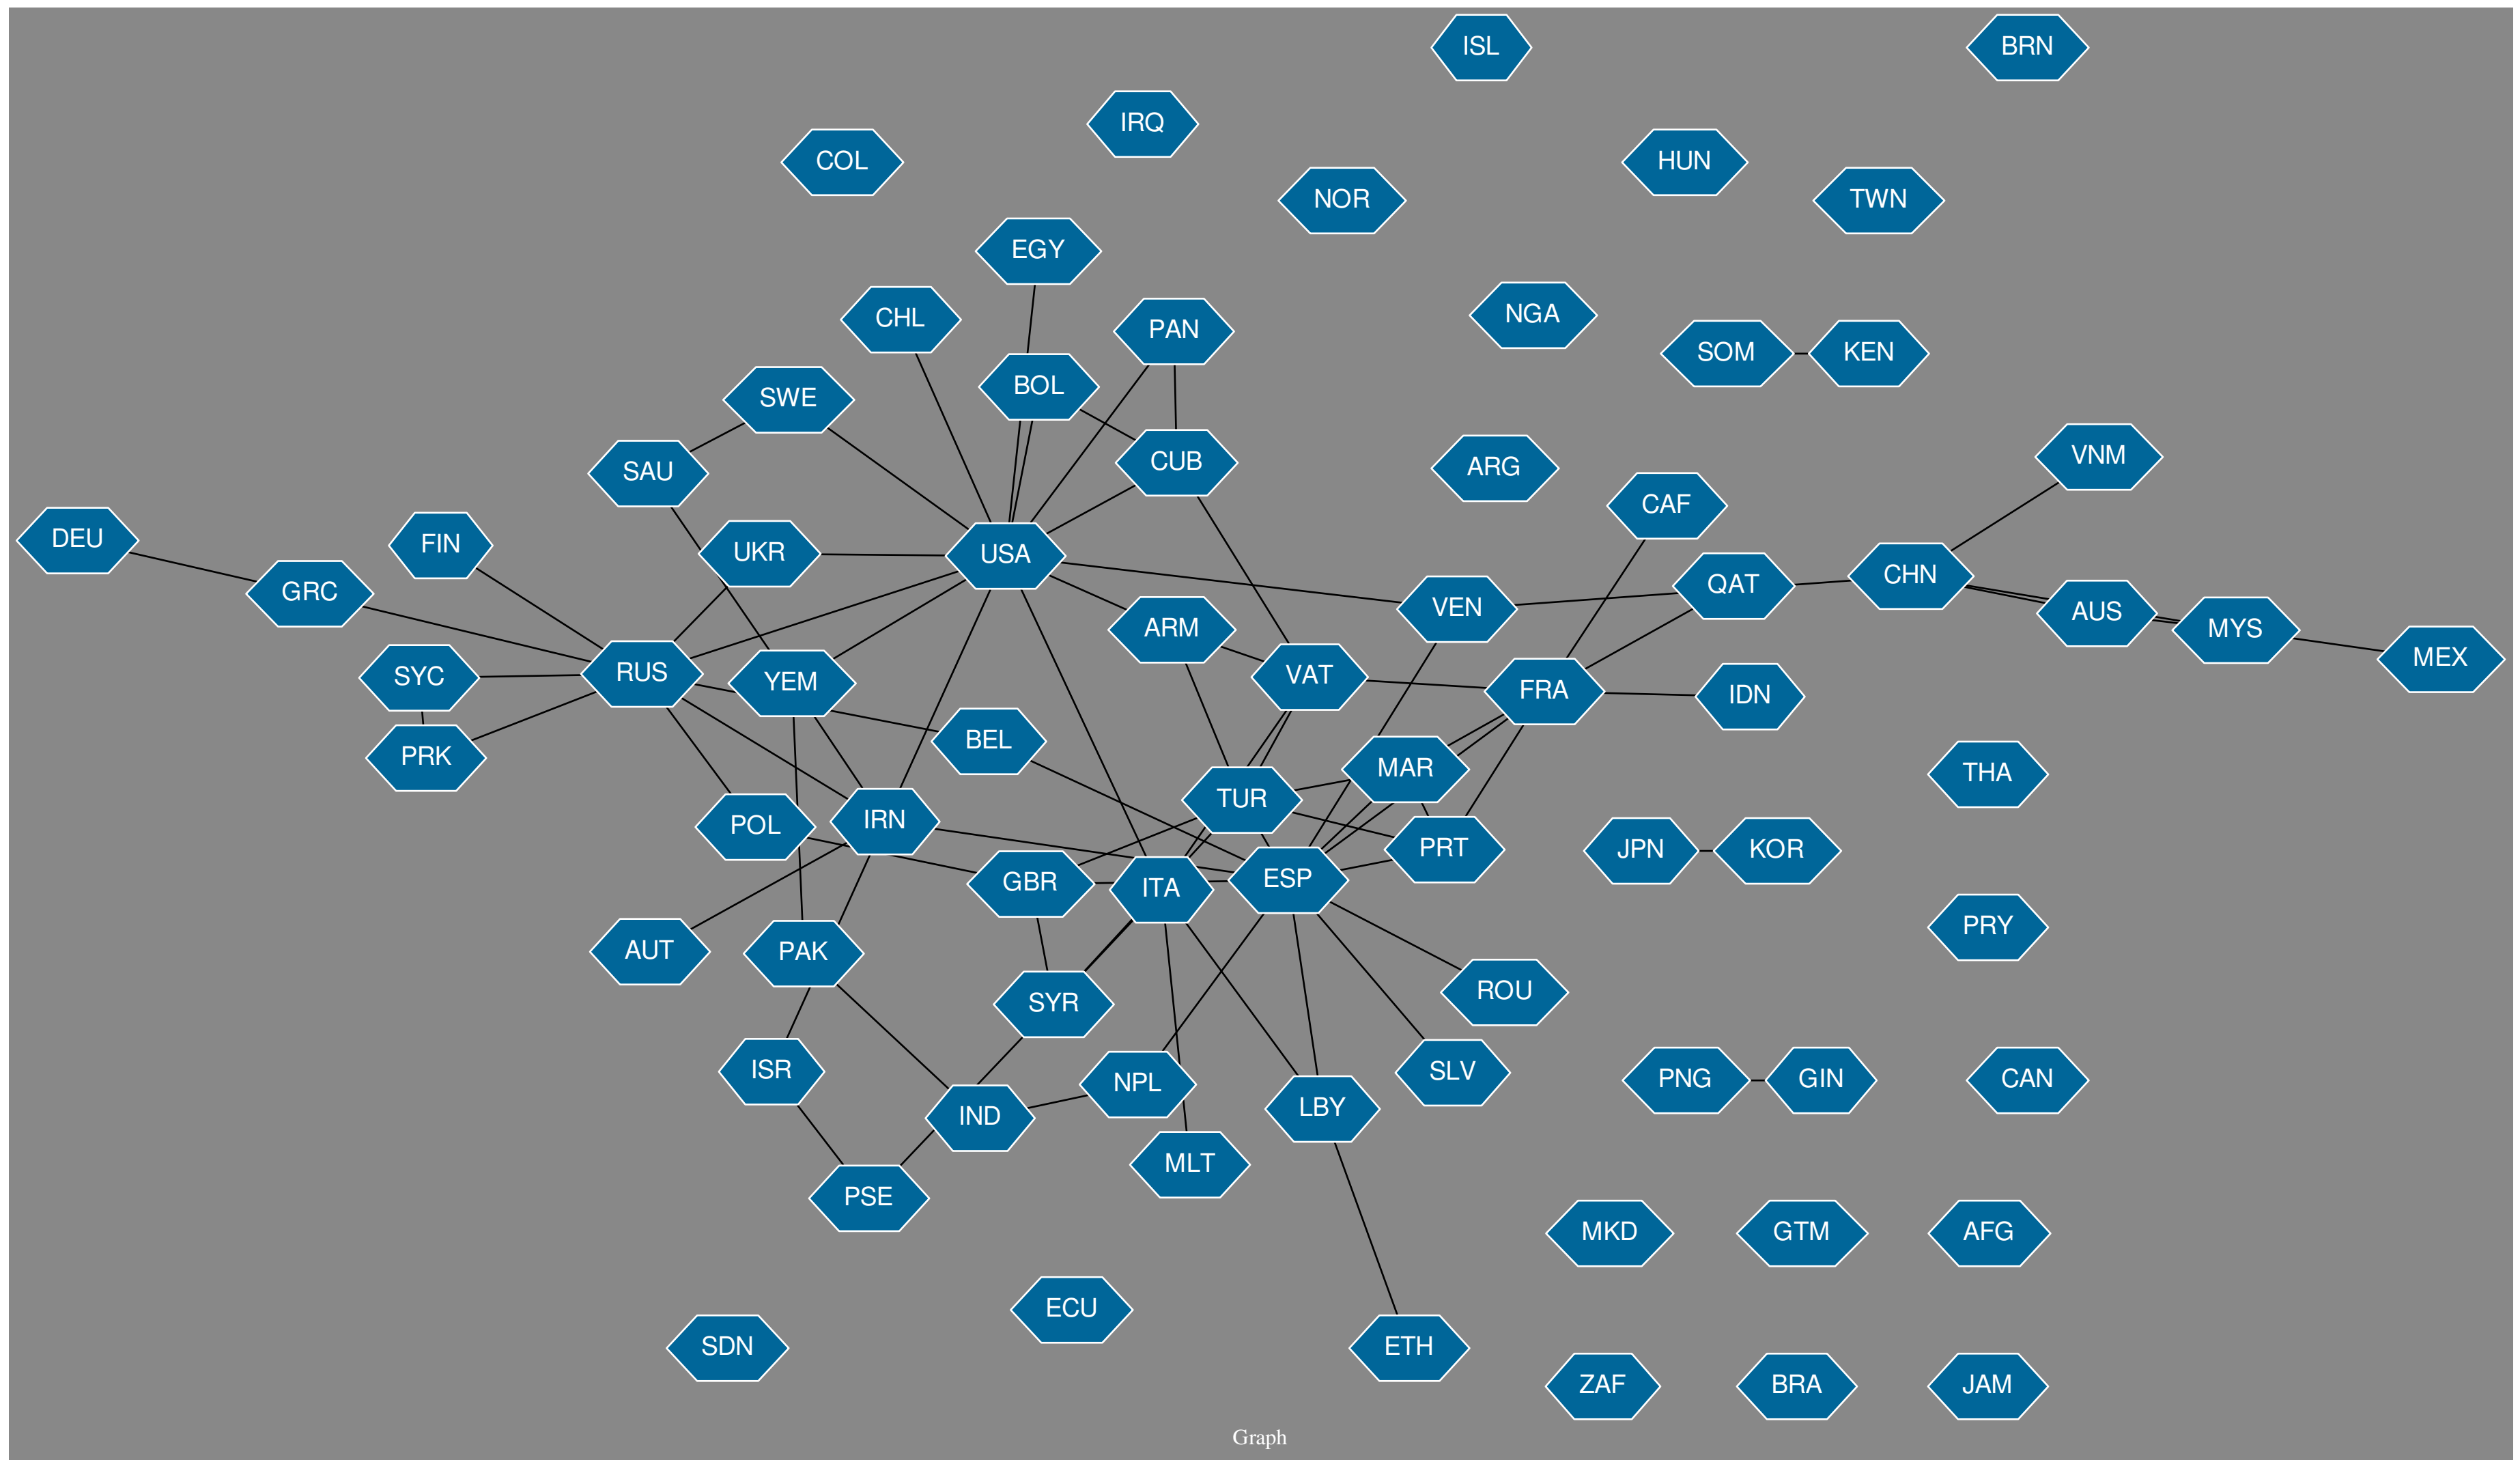 ISL
BRN
IRQ
COL
HUN
NOR
TWN
EGY
CHL
NGA
PAN
SOM
KEN
BOL
SWE
VNM
CUB
ARG
SAU
CAF
DEU
FIN
UKR
USA
CHN
QAT
GRC
VEN
AUS
ARM
MYS
MEX
RUS
SYC
VAT
YEM
FRA
IDN
BEL
PRK
MAR
THA
TUR
IRN
POL
PRT
JPN
KOR
ESP
GBR
ITA
PRY
AUT
PAK
ROU
SYR
ISR
SLV
PNG
GIN
CAN
NPL
LBY
IND
MLT
PSE
MKD
GTM
AFG
ECU
SDN
ETH
ZAF
BRA
JAM
Graph